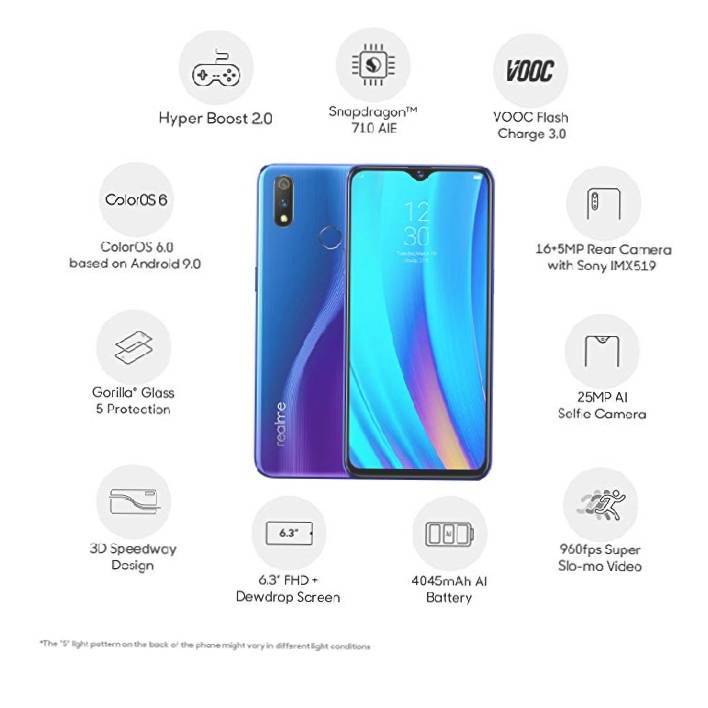 VOOC
Hyper Boost 2.0
Snapdragon™
710 AIE
VOOC Flash
Charge 3.0
ColorOS 6
ColorOS 6.0
based on Android 9.0
12
30
16+5MP Rear Camera
with Sony IMX519
Gorilla® Glass
5 Protection
realme
25MP AI
Selfie Camera
3D Speedway
Design
6.3"
6.3" FHD +
Dewdrop Screen
AI
4045mAh AI
Battery
960fps Super
Slo-mo Video
*The "S" light pattern on the back of the phone might vary in different light conditions